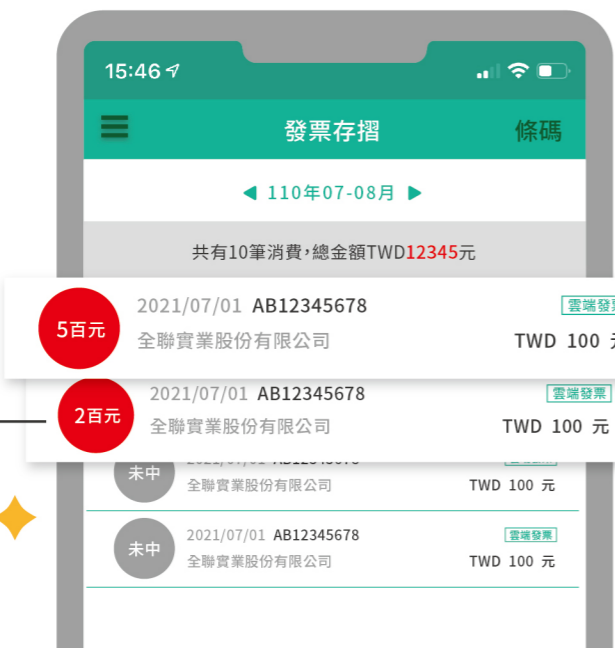 15:46
發票存摺
條碼
◀ 110年07-08月 ▶
共有10筆消費,總金額TWD12345元
5百元
2021/07/01 AB12345678
雲端發票
全聯實業股份有限公司
TWD 100 元
2百元
2021/07/01 AB12345678
雲端發票
全聯實業股份有限公司
TWD 100 元
未中
全聯實業股份有限公司
TWD 100 元
未中
2021/07/01 AB12345678
雲端發票
全聯實業股份有限公司
TWD 100 元